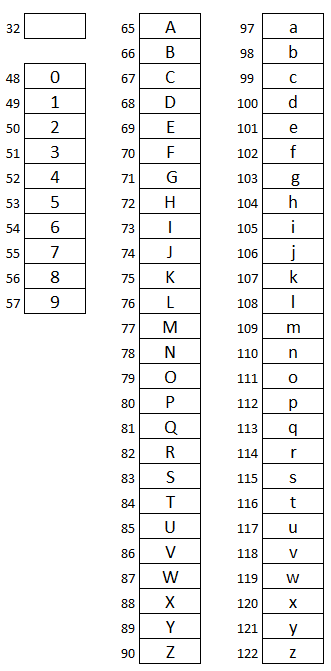 32 65 A 97 a
66 B 98 b
48 0 67 C 99 c
49 1 68 D 100 d
50 2 69 E 101 e
51 3 70 F 102 f
52 4 71 G 103 g
53 5 72 H 104 h
54 6 73 I 105 i
55 7 74 J 106 j
56 8 75 K 107 k
57 9 76 L 108 l
77 M 109 m
78 N 110 n
79 O 111 o
80 P 112 p
81 Q 113 q
82 R 114 r
83 S 115 s
84 T 116 t
85 U 117 u
86 V 118 v
87 W 119 w
88 X 120 x
89 Y 121 y
90 Z 122 z